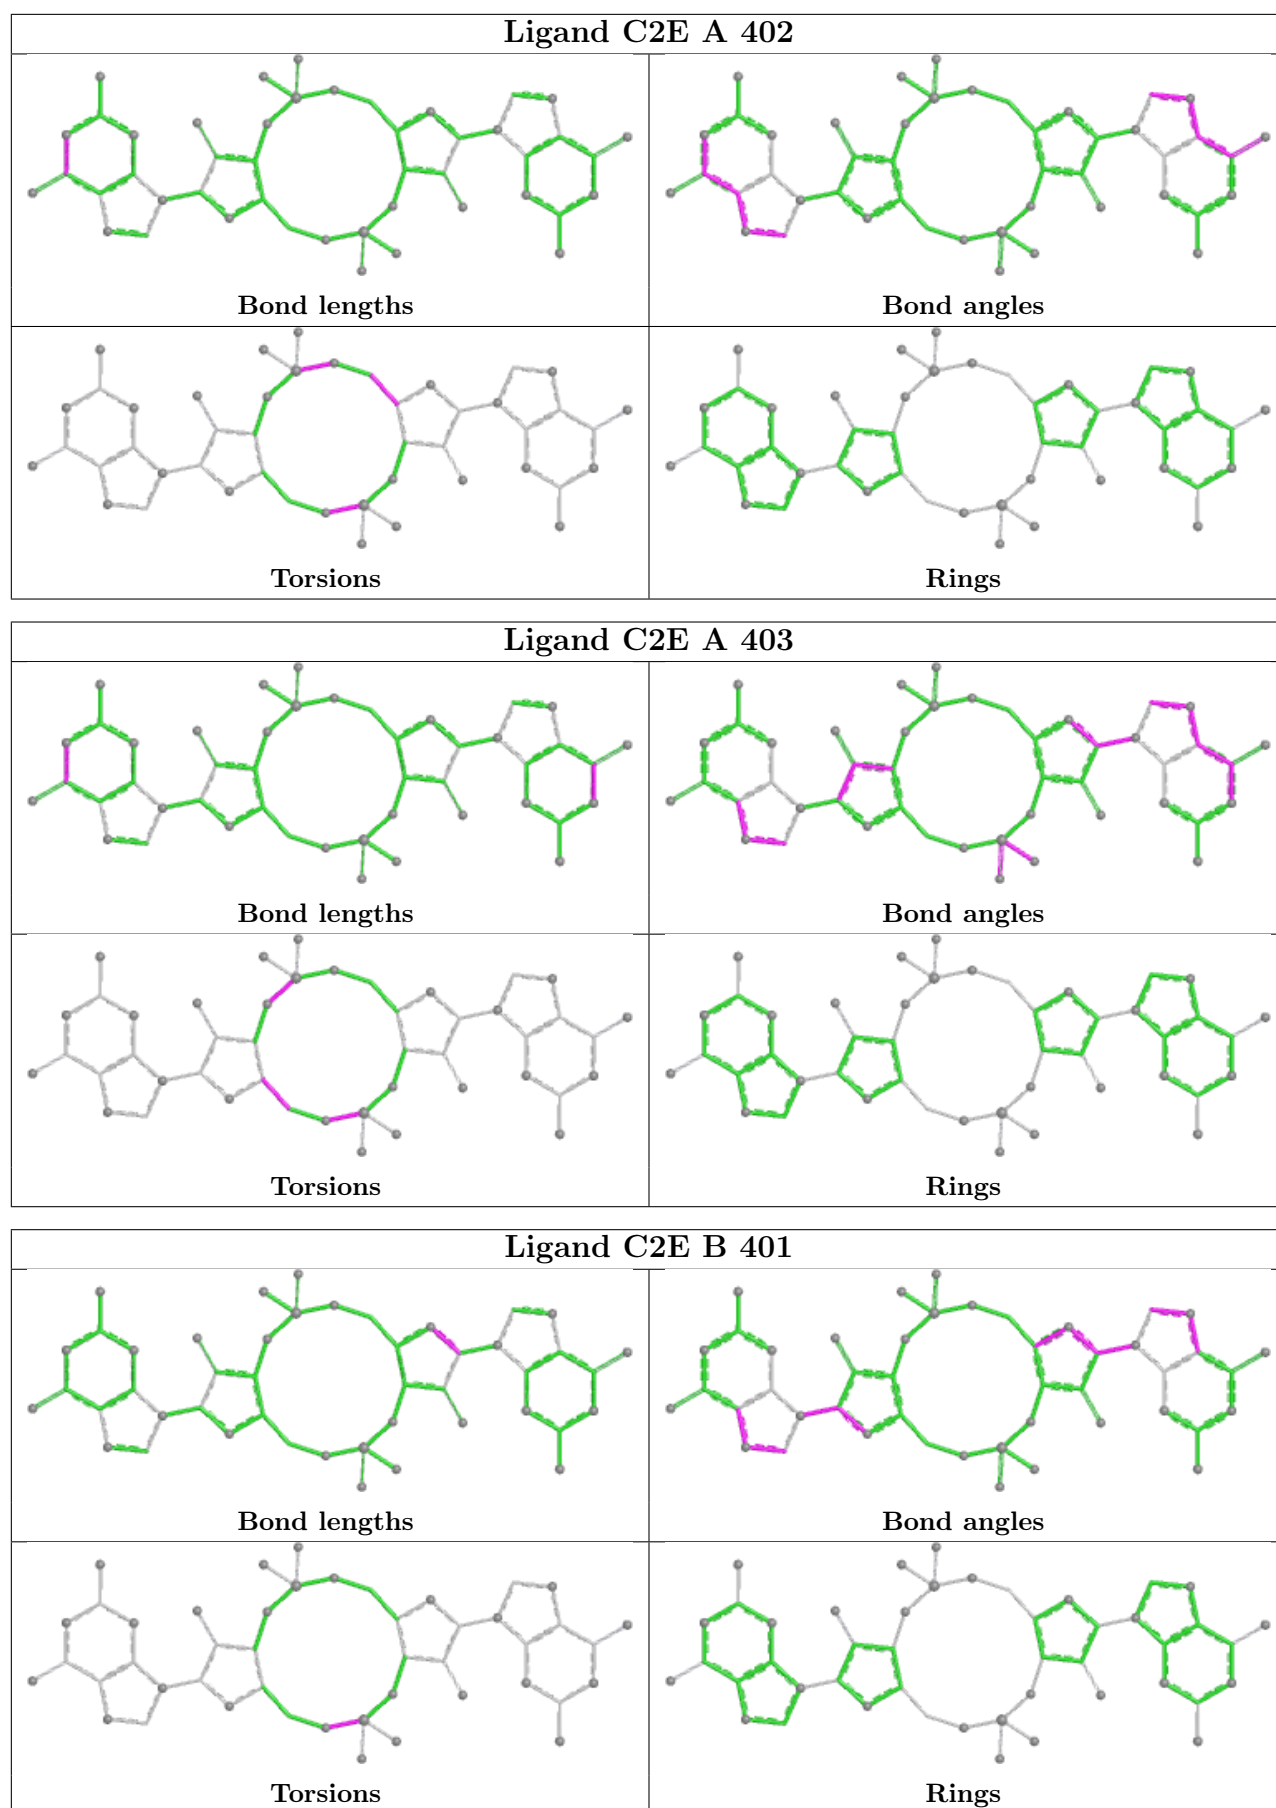 Ligand C2E A 402
Bond lengths
Bond angles
Torsions
Rings
Ligand C2E A 403
Bond lengths
Bond angles
Torsions
Rings
Ligand C2E B 401
Bond lengths
Bond angles
Torsions
Rings